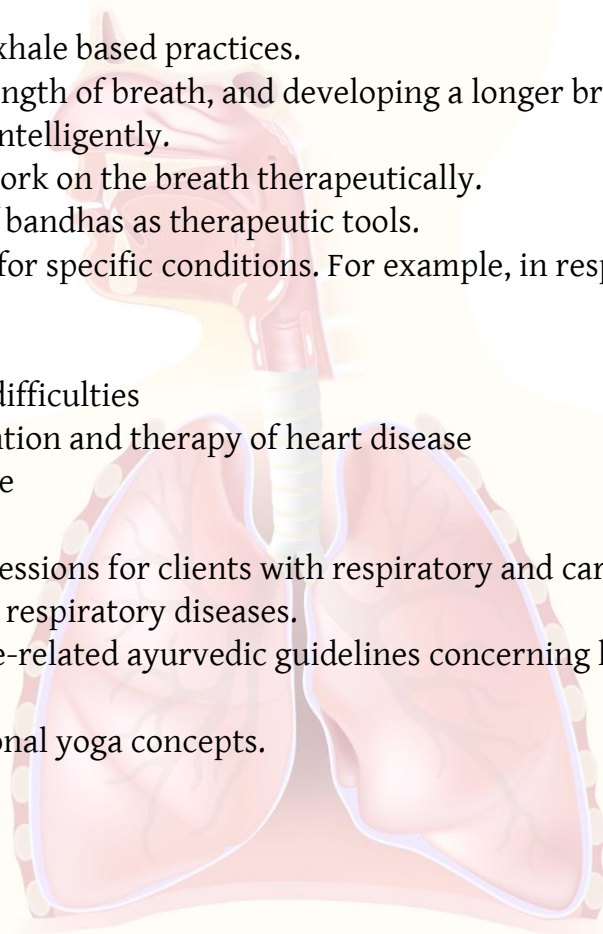 xhale based practices.
ngth of breath, and developing a longer br
ntelligently.
ork on the breath therapeutically.
bandhas as therapeutic tools.
for specific conditions. For example, in resp
difficulties
tion and therapy of heart disease
e
essions for clients with respiratory and car
respiratory diseases.
e-related ayurvedic guidelines concerning
onal yoga concepts.